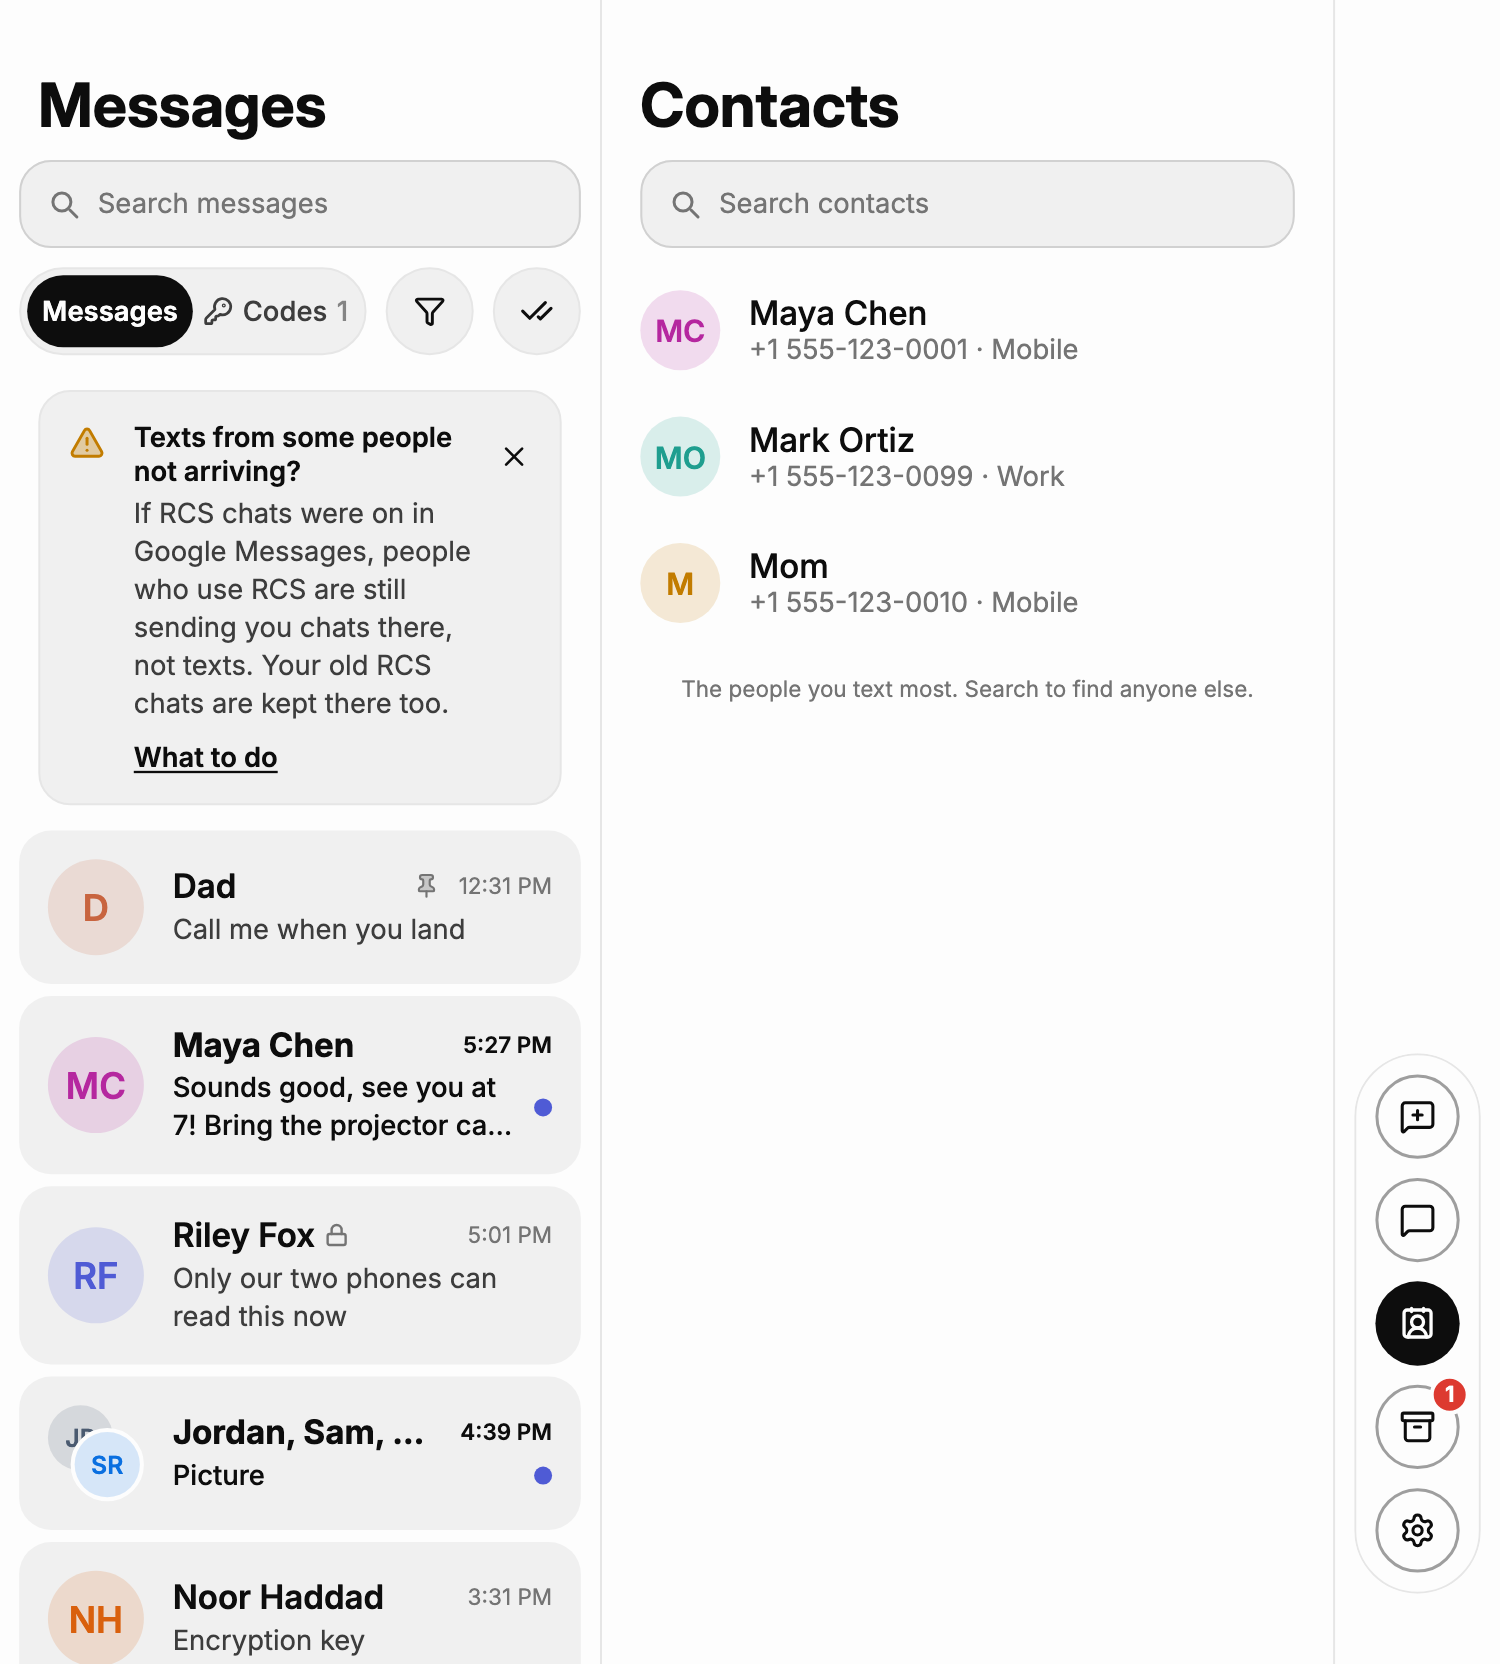 Messages
Search messages
Messages
Codes 1
Texts from some people
not arriving?
If RCS chats were on in
Google Messages, people
who use RCS are still
sending you chats there,
not texts. Your old RCS
chats are kept there too.
What to do
D
Dad
12:31 PM
Call me when you land
MC
Maya Chen
5:27 PM
Sounds good, see you at
7! Bring the projector ca...
RF
Riley Fox
5:01 PM
Only our two phones can
read this now
SR
Jordan, Sam, ...
4:39 PM
Picture
NH
Noor Haddad
3:31 PM
Encryption key
Contacts
Search contacts
MC
Maya Chen
+1 555-123-0001 · Mobile
MO
Mark Ortiz
+1 555-123-0099 · Work
M
Mom
+1 555-123-0010 · Mobile
The people you text most. Search to find anyone else.
1